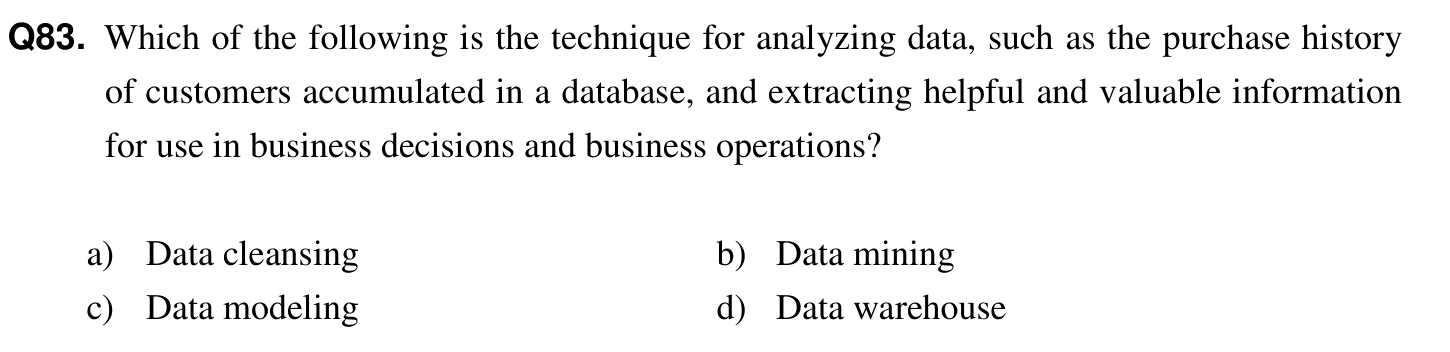 Q83. Which of the following is the technique for analyzing data, such as the purchase history
of customers accumulated in a database, and extracting helpful and valuable information
for use in business decisions and business operations?
a) Data cleansing b) Data mining
c) Data modeling d) Data warehouse